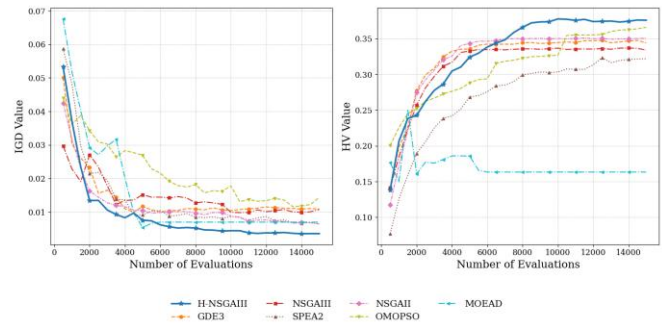 0.07
0.06
0.05
0.04
0.03
0.02
0.01
IGD Value
0 2000 4000 6000 8000 10000 12000 14000
Number of Evaluations
0.35
0.30
0.25
0.20
0.15
0.10
HV Value
0 2000 4000 6000 8000 10000 12000 14000
Number of Evaluations
H-NSGAIII NSGAIII NSGAII MOEAD
GDE3 SPEA2 OMOPSO